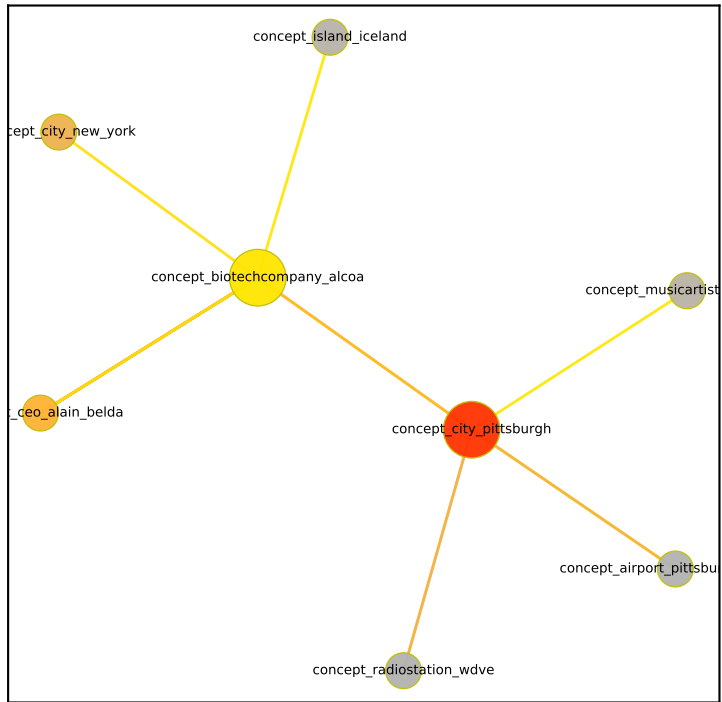 concept_island_iceland
cept_city_new_york
concept_biotechcompany_alcoa
concept_musicartist
_ceo_alain_belda
concept_city_pittsburgh
concept_airport_pittsbu
concept_radiostation_wdve